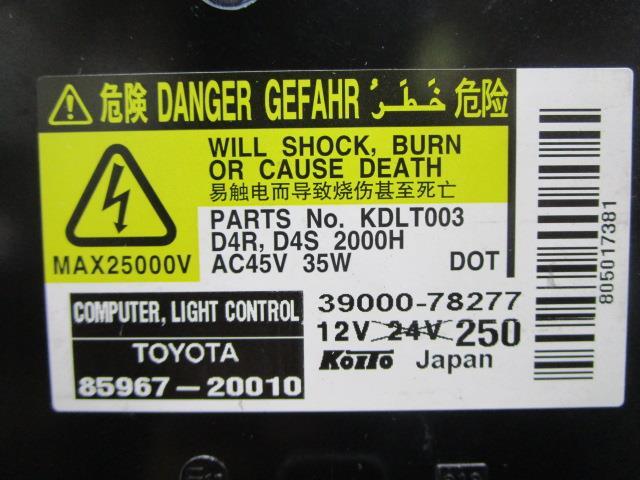 危険 DANGER GEFAHR خَطَرُ 危险
WILL SHOCK, BURN
OR CAUSE DEATH
易触电而导致烧伤甚至死亡
MAX25000V
PARTS No. KDLT003
D4R, D4S 2000H
AC45V 35W DOT
COMPUTER, LIGHT CONTROL
TOYOTA
85967-20010
39000-78277
12V 24V 250
KOITO Japan
805017381